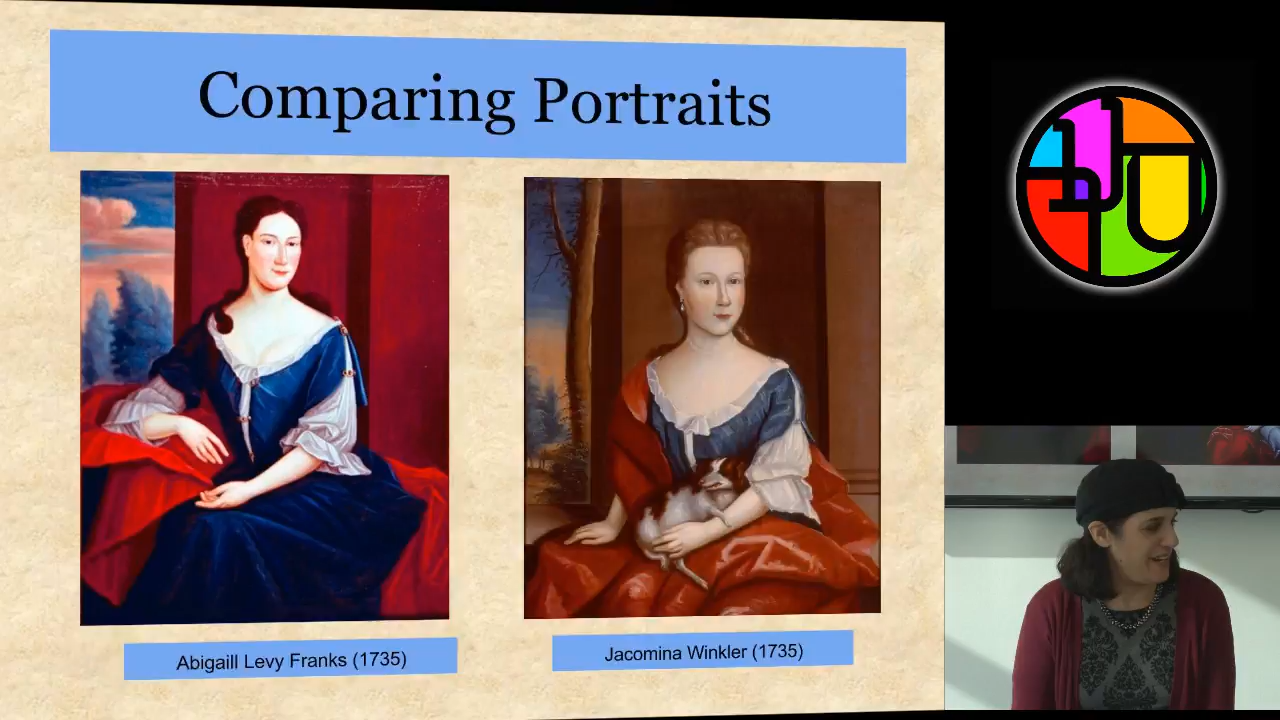 Comparing Portraits
Abigaill Levy Franks (1735)
Jacomina Winkler (1735)